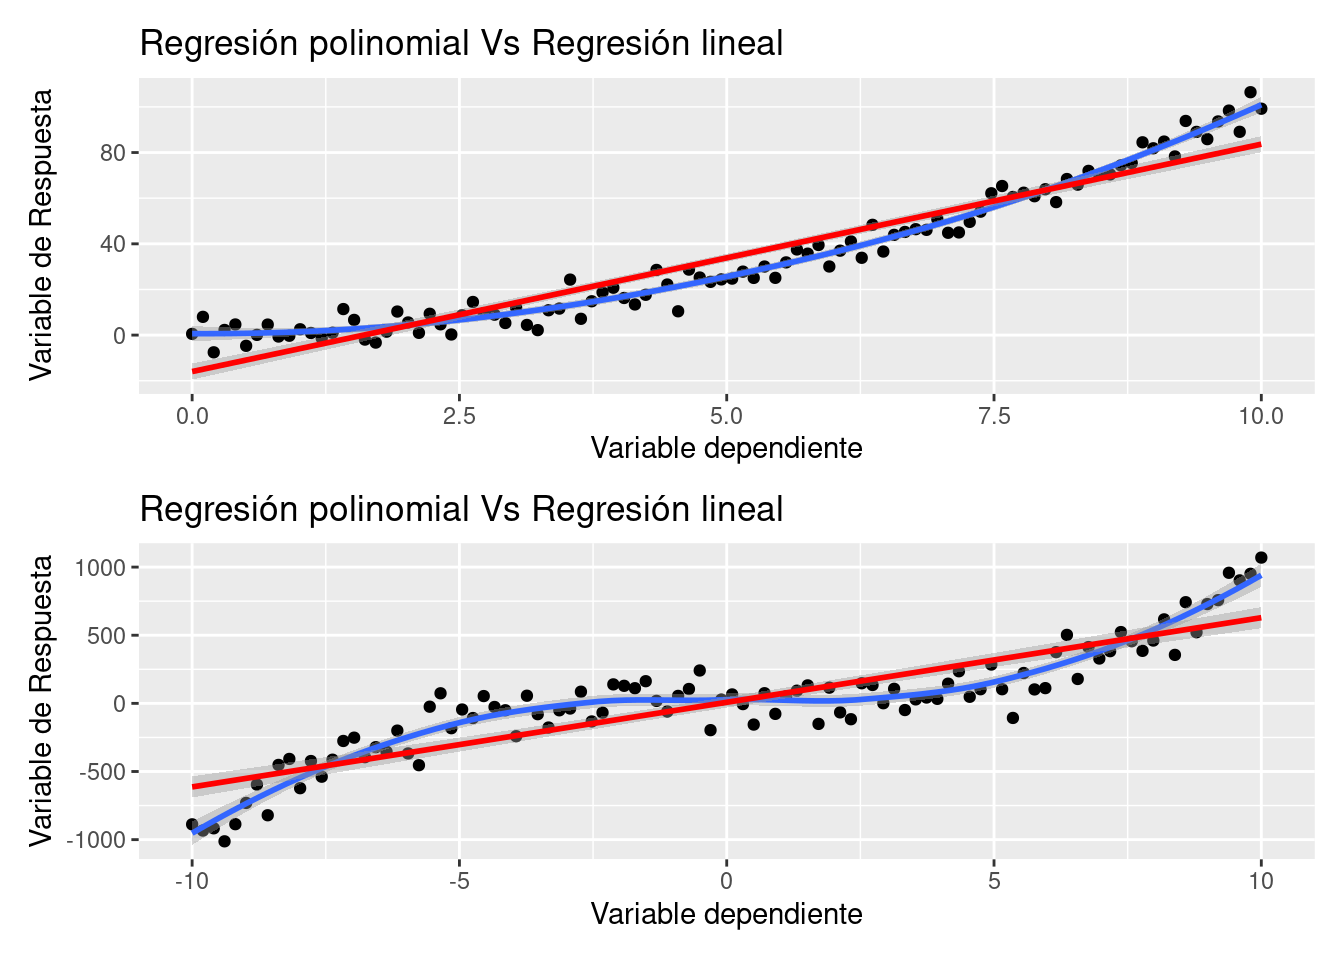 Regresión polinomial Vs Regresión lineal
Variable de Respuesta
80
40
0
0.0 2.5 5.0 7.5 10.0
Variable dependiente
Regresión polinomial Vs Regresión lineal
Variable de Respuesta
1000
500
0
-500
-1000
-10 -5 0 5 10
Variable dependiente